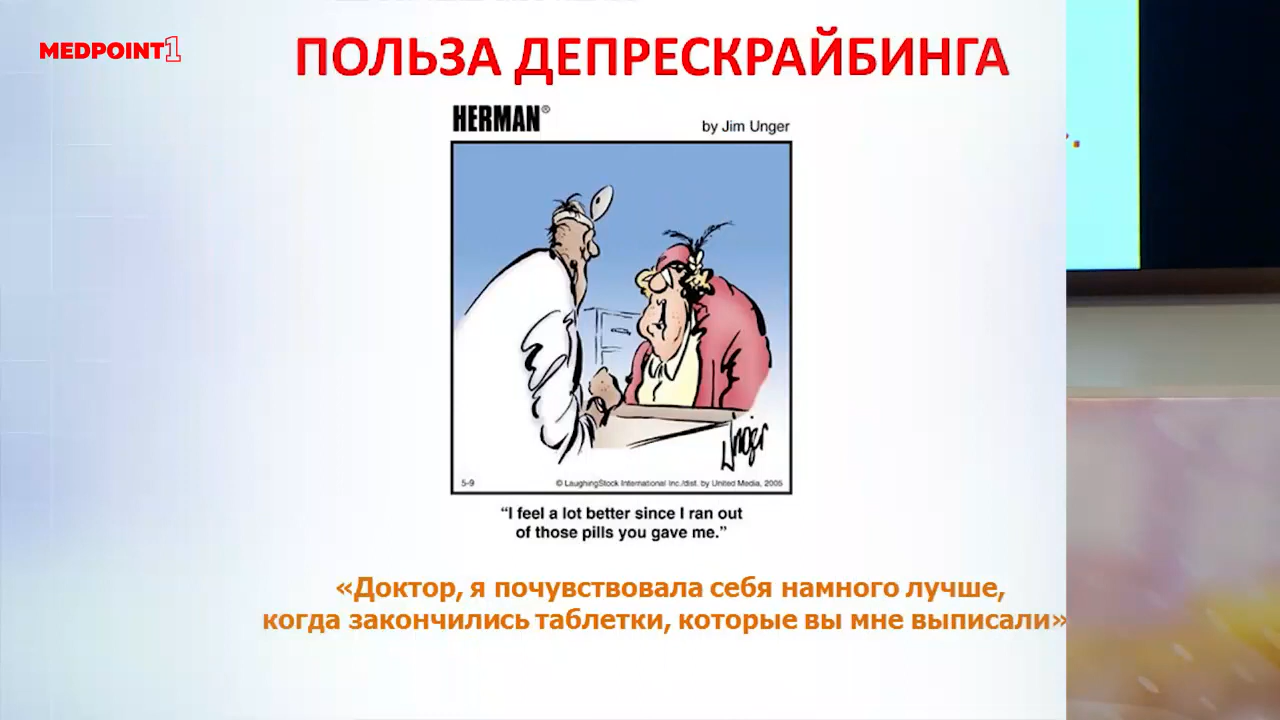 MEDPOINT1
ПОЛЬЗА ДЕПРЕСКРАЙБИНГА
HERMAN®
by Jim Unger
Unger
5-9
© LaughingStock International Inc./dist. by United Media, 2005
“I feel a lot better since I ran out
of those pills you gave me.”
«Доктор, я почувствовала себя намного лучше,
когда закончились таблетки, которые вы мне выписали»